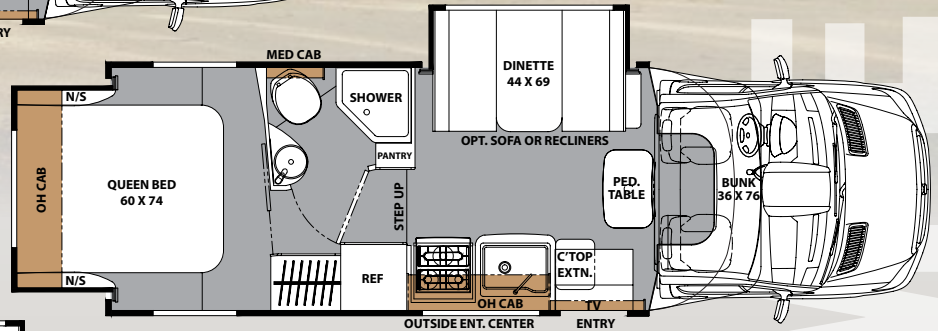 RY
MED CAB
N/S
OH CAB
QUEEN BED
60 X 74
N/S
SHOWER
PANTRY
STEP UP
REF
DINETTE
44 X 69
OPT. SOFA OR RECLINERS
PED.
TABLE
BUNK
36 X 76
C'TOP
EXTN.
OH CAB
TV
OUTSIDE ENT. CENTER
ENTRY